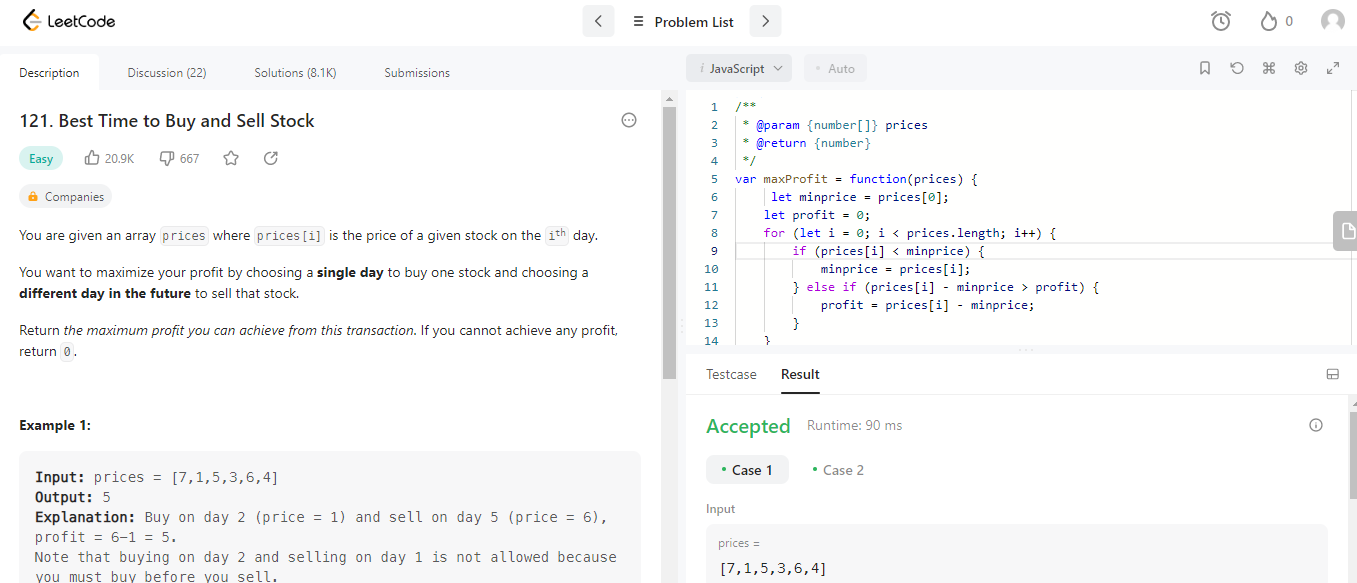 LeetCode
Problem List
0
Description
Discussion (22)
Solutions (8.1K)
Submissions
i JavaScript
• Auto
121. Best Time to Buy and Sell Stock
Easy
20.9K
667
Companies
You are given an array prices where prices[i] is the price of a given stock on the ith day.
You want to maximize your profit by choosing a single day to buy one stock and choosing a
different day in the future to sell that stock.
Return the maximum profit you can achieve from this transaction. If you cannot achieve any profit,
return 0.
Example 1:
Input: prices = [7,1,5,3,6,4]
Output: 5
Explanation: Buy on day 2 (price = 1) and sell on day 5 (price = 6),
profit = 6-1 = 5.
Note that buying on day 2 and selling on day 1 is not allowed because
you must buy before you sell.
1 /**
2 * @param {number[]} prices
3 * @return {number}
4 */
5 var maxProfit = function(prices) {
6 let minprice = prices[0];
7 let profit = 0;
8 for (let i = 0; i < prices.length; i++) {
9 if (prices[i] < minprice) {
10 minprice = prices[i];
11 } else if (prices[i] - minprice > profit) {
12 profit = prices[i] - minprice;
13 }
14 }
Testcase
Result
Accepted
Runtime: 90 ms
• Case 1
• Case 2
Input
prices =
[7,1,5,3,6,4]